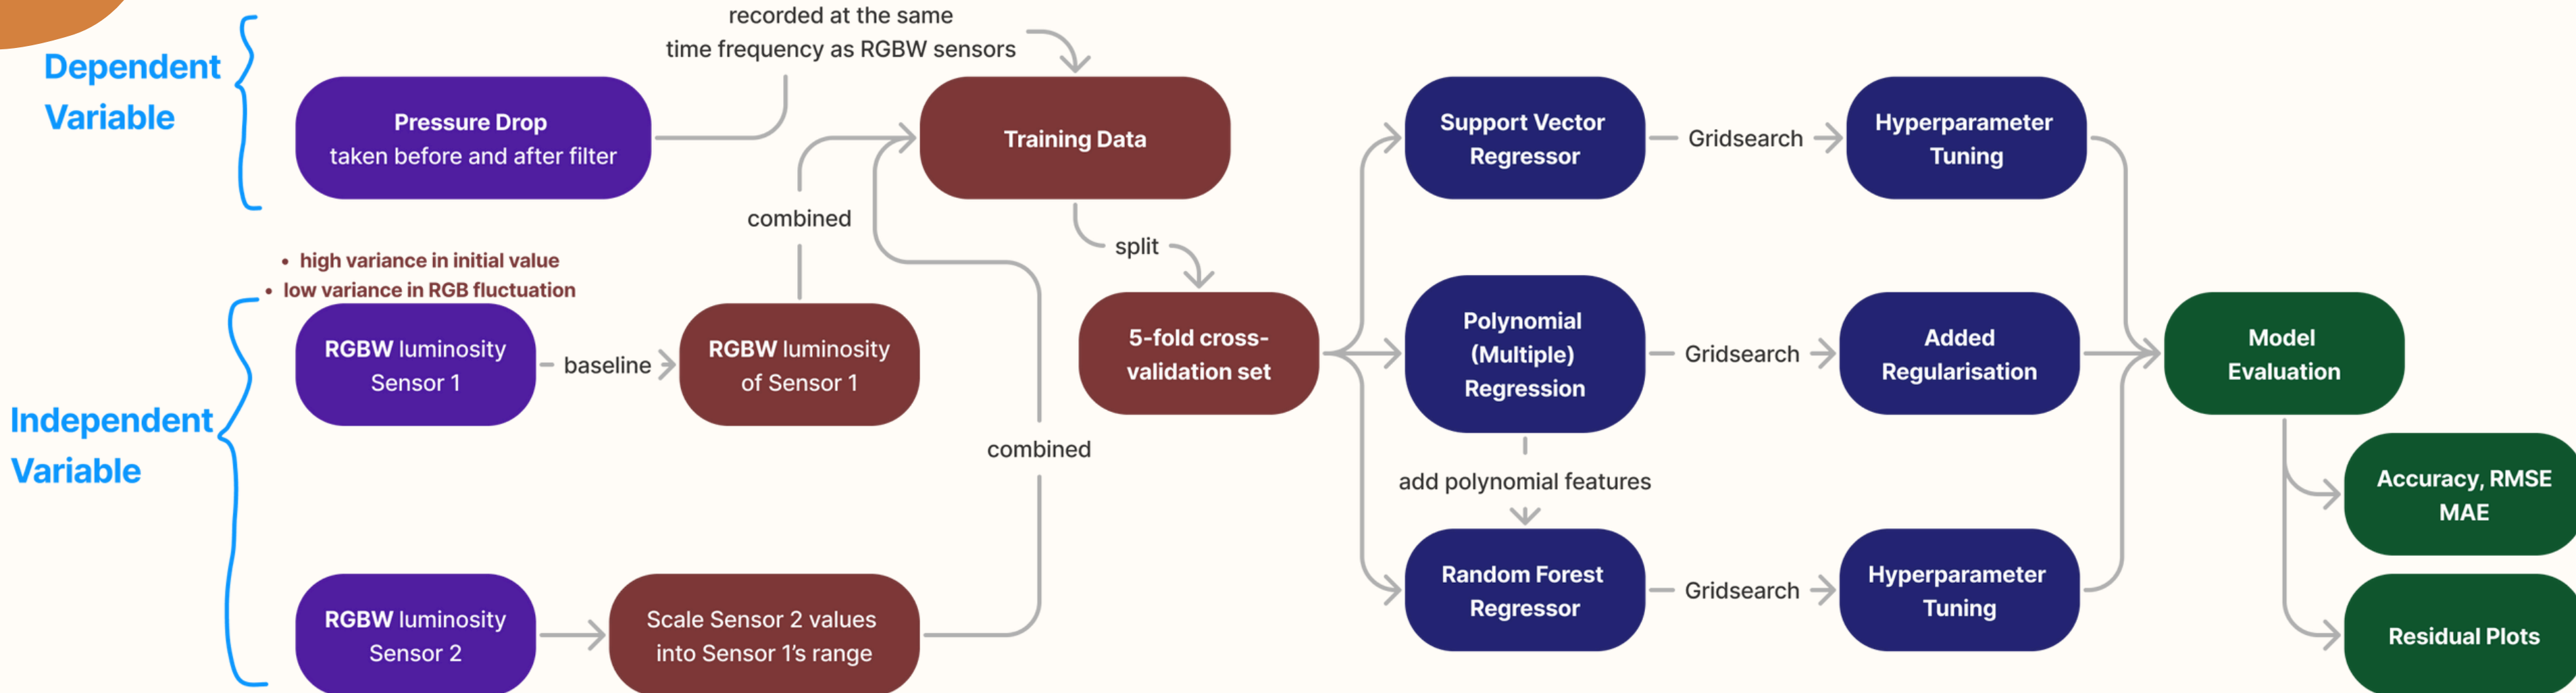 Dependent
Variable
recorded at the same
time frequency as RGBW sensors
Pressure Drop
taken before and after filter
Training Data
combined
split
• high variance in initial value
• low variance in RGB fluctuation
Independent
Variable
RGBW luminosity
Sensor 1
baseline
RGBW luminosity
of Sensor 1
combined
RGBW luminosity
Sensor 2
Scale Sensor 2 values
into Sensor 1's range
5-fold cross-
validation set
Support Vector
Regressor
Gridsearch
Hyperparameter
Tuning
Polynomial
(Multiple)
Regression
Gridsearch
Added
Regularisation
add polynomial features
Random Forest
Regressor
Gridsearch
Hyperparameter
Tuning
Model
Evaluation
Accuracy, RMSE
MAE
Residual Plots